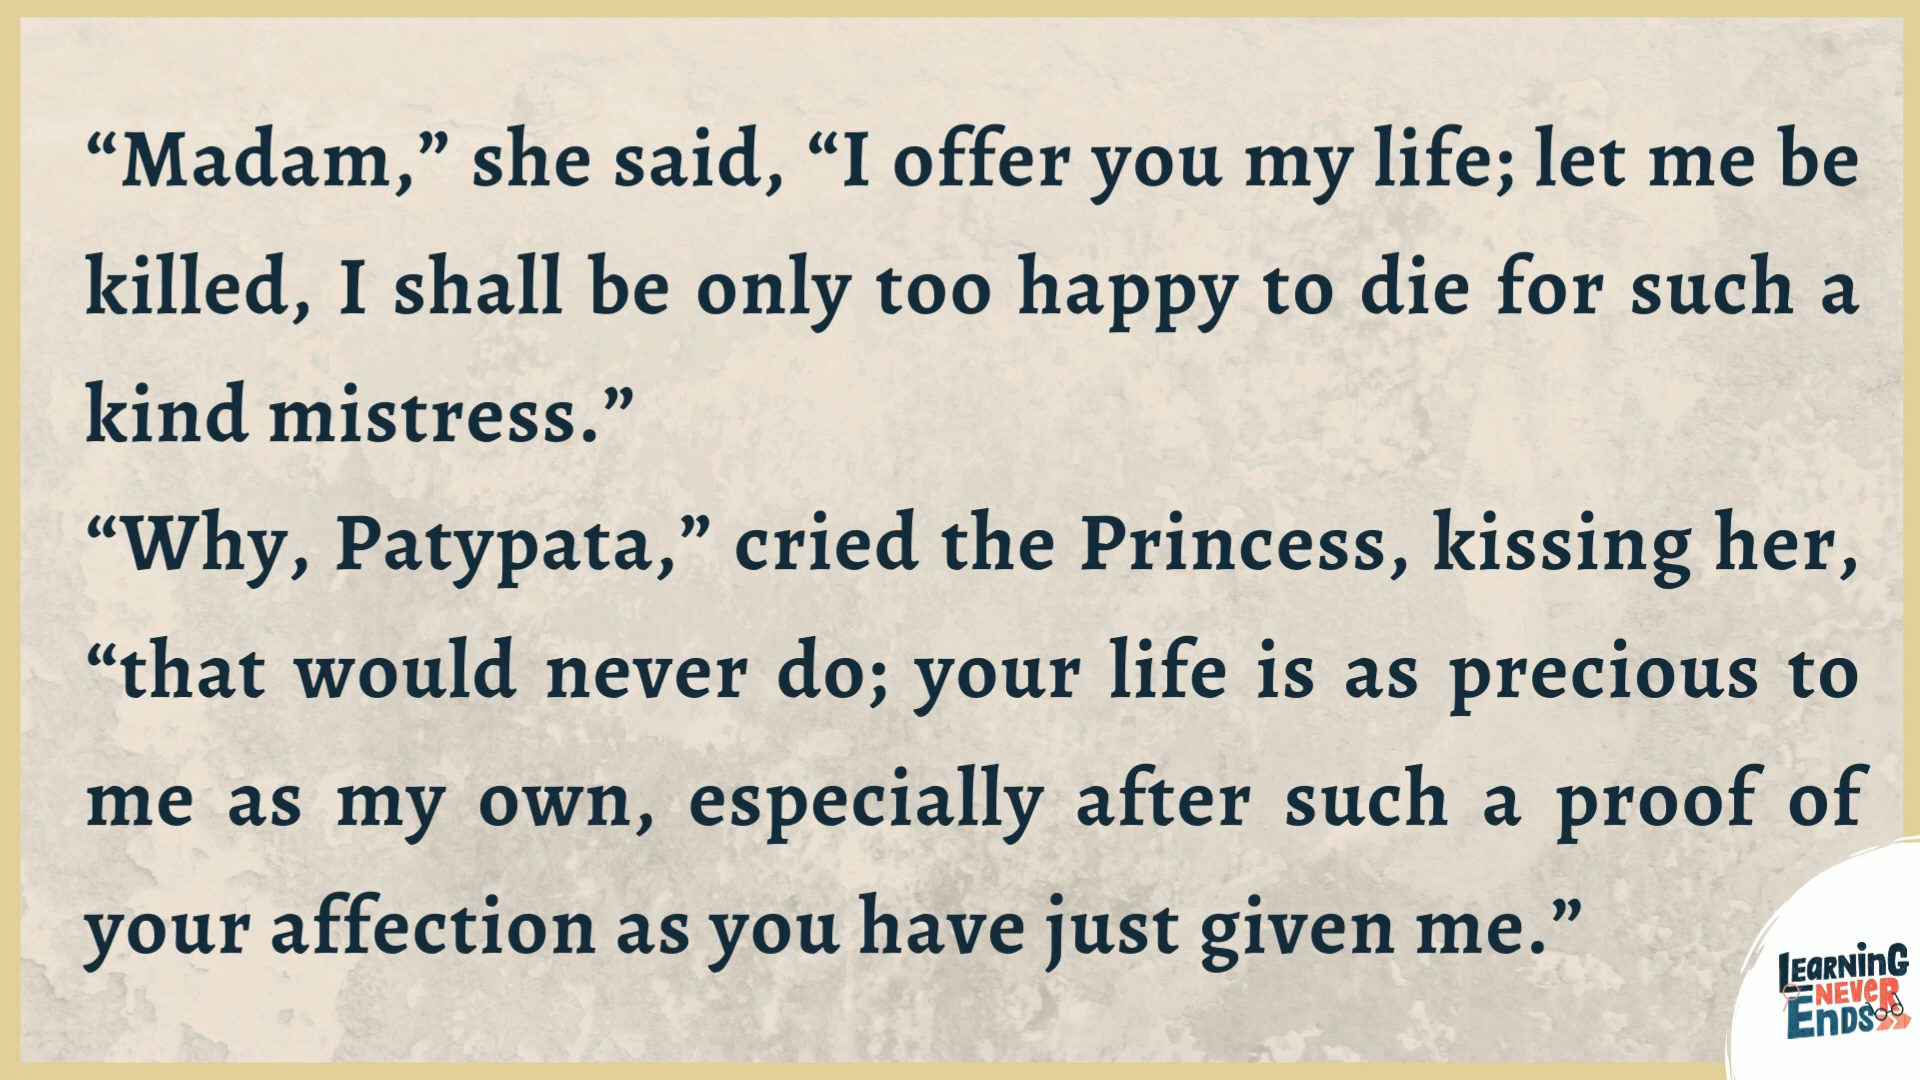 “Madam,” she said, “I offer you my life; let me be
killed, I shall be only too happy to die for such a
kind mistress.”
“Why, Patypata,” cried the Princess, kissing her,
“that would never do; your life is as precious to
me as my own, especially after such a proof of
your affection as you have just given me.”
LEARNinG
NEVER
EnDS